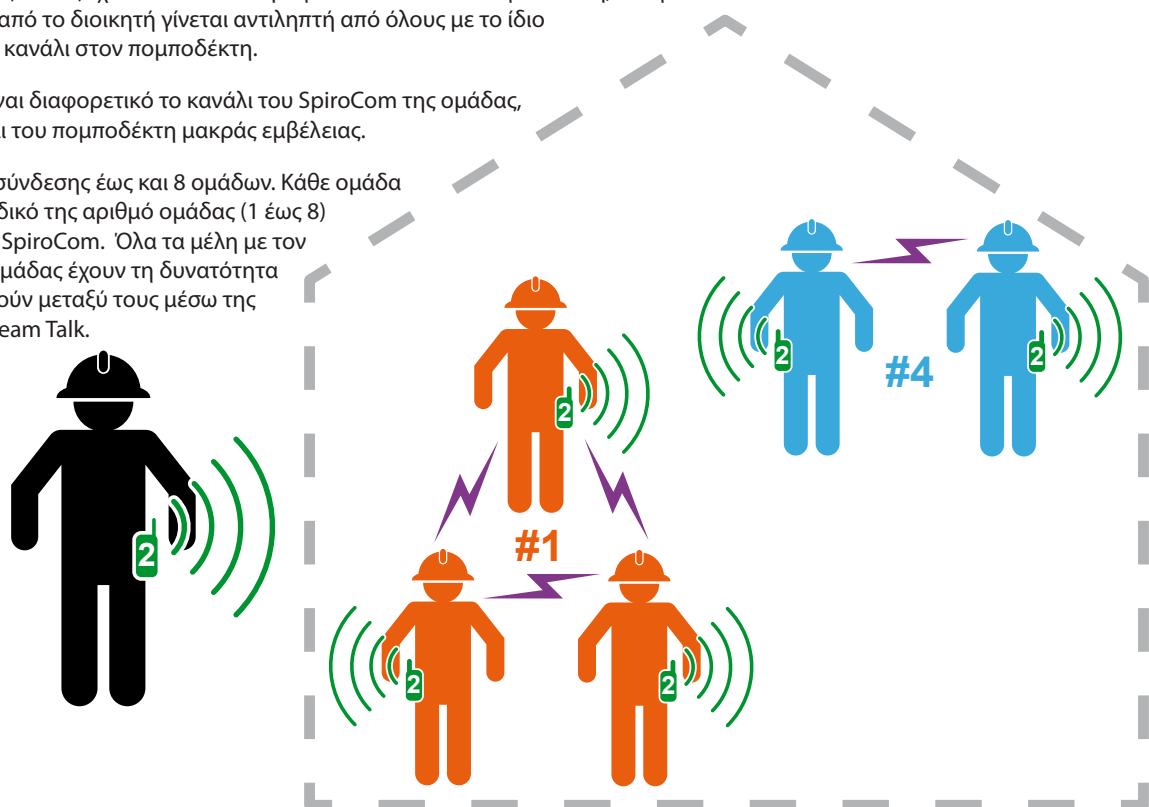 από το διοικητή γίνεται αντιληπτή από όλους με το ίδιο
κανάλι στον πομποδέκτη.
ναι διαφορετικό το κανάλι του SpiroCom της ομάδας,
ι του πομποδέκτη μακράς εμβέλειας.
σύνδεσης έως και 8 ομάδων. Κάθε ομάδα
δικό της αριθμό ομάδας (1 έως 8)
SpiroCom. Όλα τα μέλη με τον
μάδας έχουν τη δυνατότητα
ούν μεταξύ τους μέσω της
eam Talk.
2
2
#4
2
2
#1
2
2
2